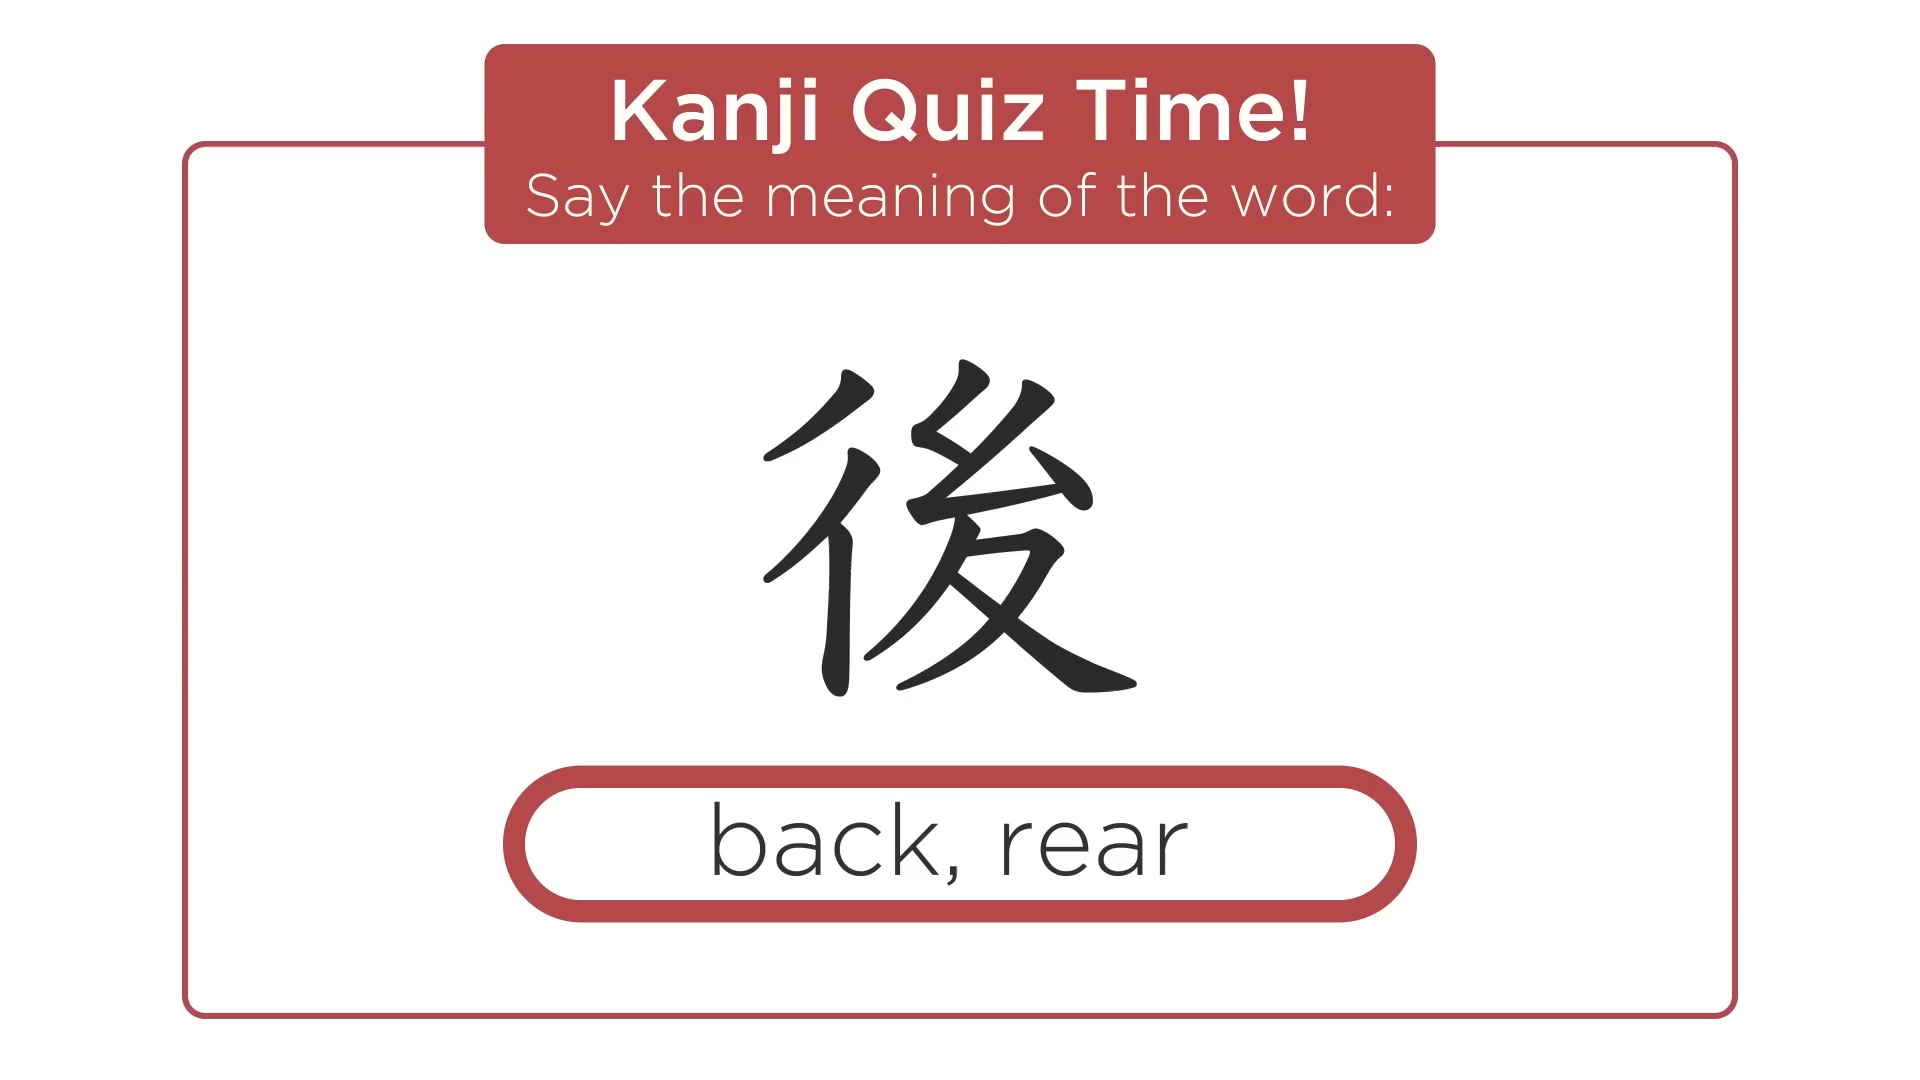 Kanji Quiz Time!
Say the meaning of the word:
後
back, rear